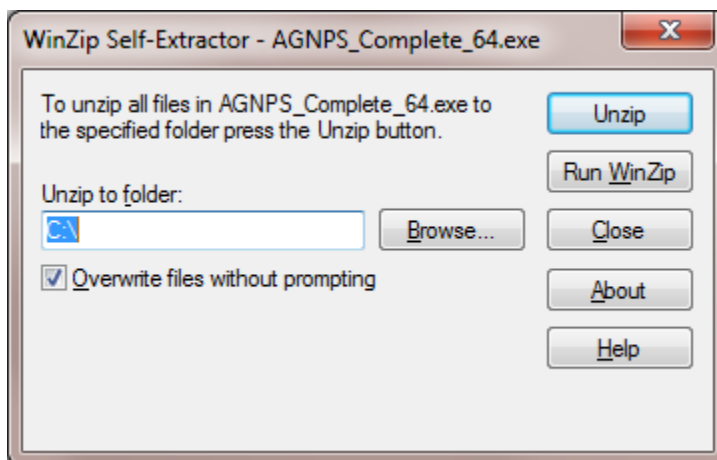 WinZip Self-Extractor - AGNPS_Complete_64.exe
To unzip all files in AGNPS_Complete_64.exe to
the specified folder press the Unzip button.
Unzip to folder:
C:\
Browse...
Overwrite files without prompting
Unzip
Run WinZip
Close
About
Help